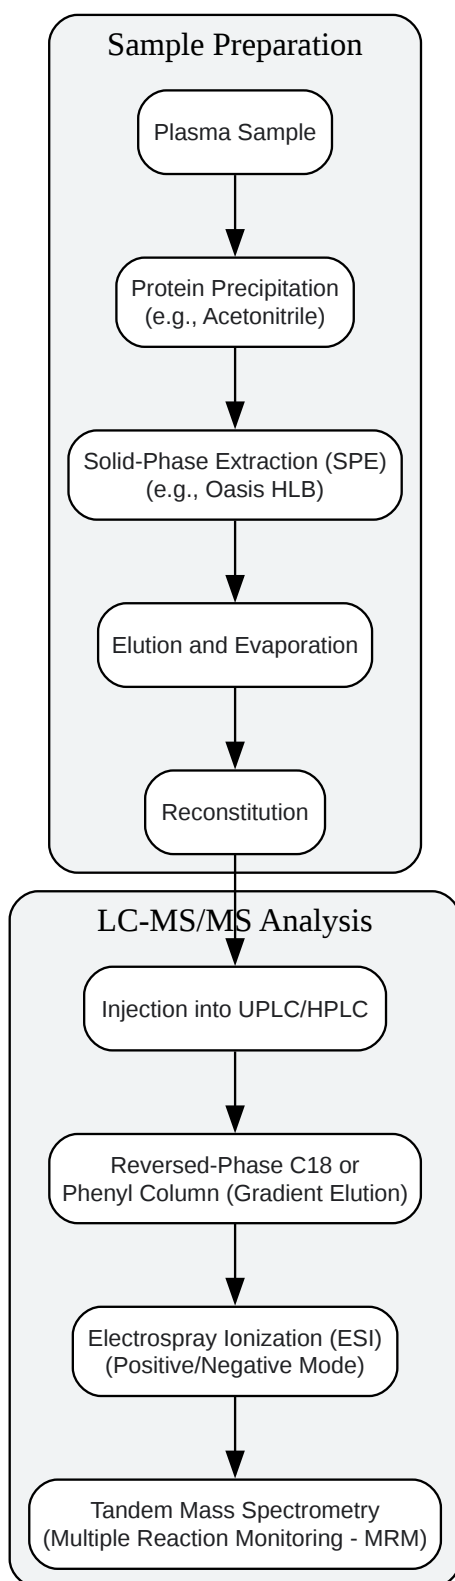 Sample Preparation
Plasma Sample
Protein Precipitation
(e.g., Acetonitrile)
Solid-Phase Extraction (SPE)
(e.g., Oasis HLB)
Elution and Evaporation
Reconstitution
LC-MS/MS Analysis
Injection into UPLC/HPLC
Reversed-Phase C18 or
Phenyl Column (Gradient Elution)
Electrospray Ionization (ESI)
(Positive/Negative Mode)
Tandem Mass Spectrometry
(Multiple Reaction Monitoring - MRM)